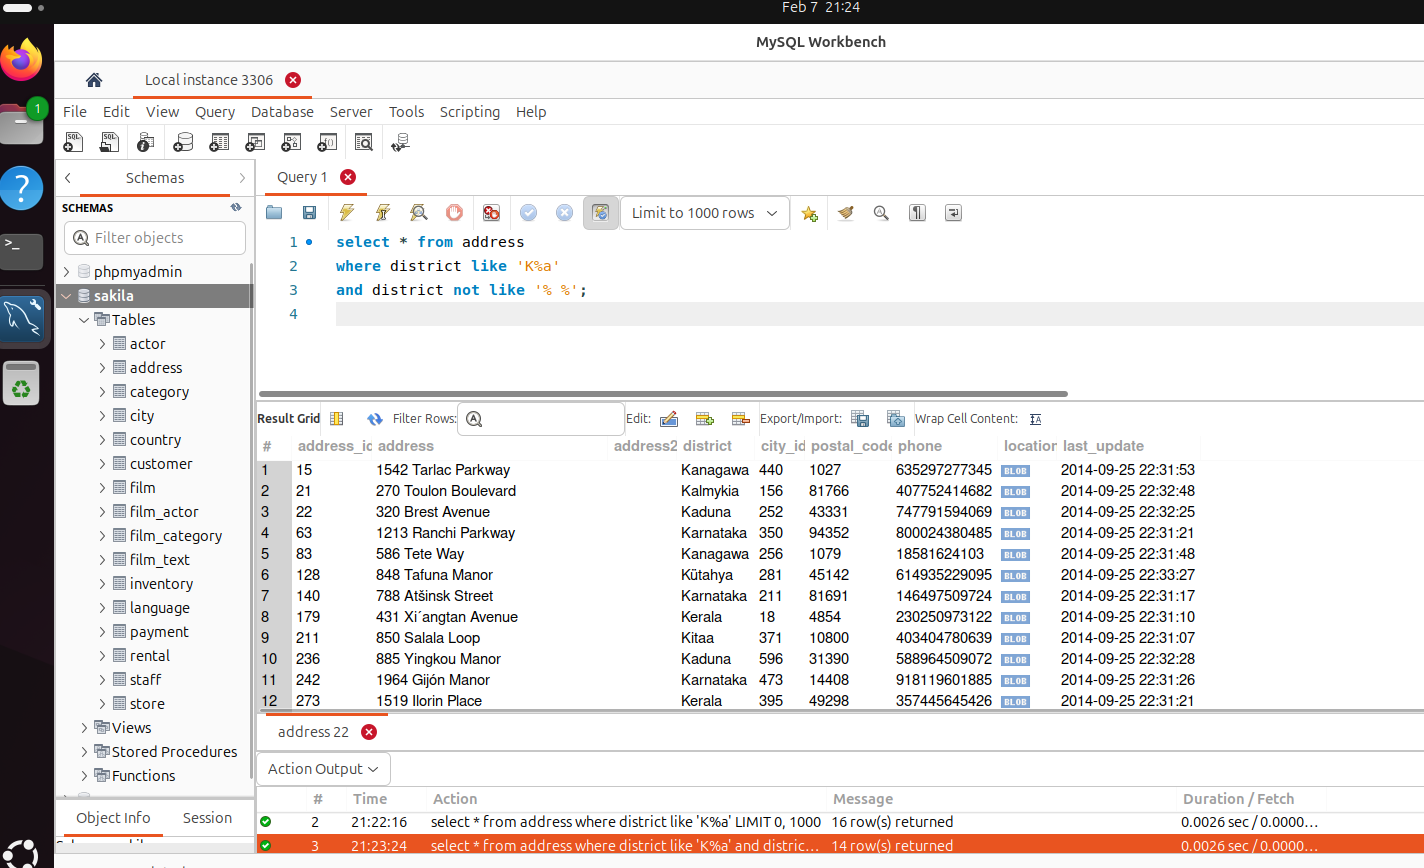 Feb 7 21:24
MySQL Workbench
Local instance 3306
File Edit View Query Database Server Tools Scripting Help
1
Schemas
Query 1
SCHEMAS
Filter objects
Limit to 1000 rows
phpmyadmin
sakila
Tables
actor
address
category
city
country
customer
film
film_actor
film_category
film_text
inventory
language
payment
rental
staff
store
Views
Stored Procedures
Functions
Object Info Session
1 select * from address
2 where district like 'K%a'
3 and district not like '% %';
4
Result Grid Filter Rows: Edit: Export/Import: Wrap Cell Content:
# address_id address address2 district city_id postal_code phone location last_update
1 15 1542 Tarlac Parkway Kanagawa 440 1027 635297277345 BLOB 2014-09-25 22:31:53
2 21 270 Toulon Boulevard Kalmykia 156 81766 407752414682 BLOB 2014-09-25 22:32:48
3 22 320 Brest Avenue Kaduna 252 43331 747791594069 BLOB 2014-09-25 22:32:25
4 63 1213 Ranchi Parkway Karnataka 350 94352 800024380485 BLOB 2014-09-25 22:31:21
5 83 586 Tete Way Kanagawa 256 1079 18581624103 BLOB 2014-09-25 22:31:48
6 128 848 Tafuna Manor Kütahya 281 45142 614935229095 BLOB 2014-09-25 22:33:27
7 140 788 Atšinsk Street Karnataka 211 81691 146497509724 BLOB 2014-09-25 22:31:17
8 179 431 Xi´angtan Avenue Kerala 18 4854 230250973122 BLOB 2014-09-25 22:31:10
9 211 850 Salala Loop Kitaa 371 10800 403404780639 BLOB 2014-09-25 22:31:07
10 236 885 Yingkou Manor Kaduna 596 31390 588964509072 BLOB 2014-09-25 22:32:28
11 242 1964 Gijón Manor Karnataka 473 14408 918119601885 BLOB 2014-09-25 22:31:26
12 273 1519 Ilorin Place Kerala 395 49298 357445645426 BLOB 2014-09-25 22:31:21
address 22
Action Output
# Time Action Message Duration / Fetch
2 21:22:16 select * from address where district like 'K%a' LIMIT 0, 1000 16 row(s) returned 0.0026 sec / 0.0000…
3 21:23:24 select * from address where district like 'K%a' and distric… 14 row(s) returned 0.0026 sec / 0.0000…